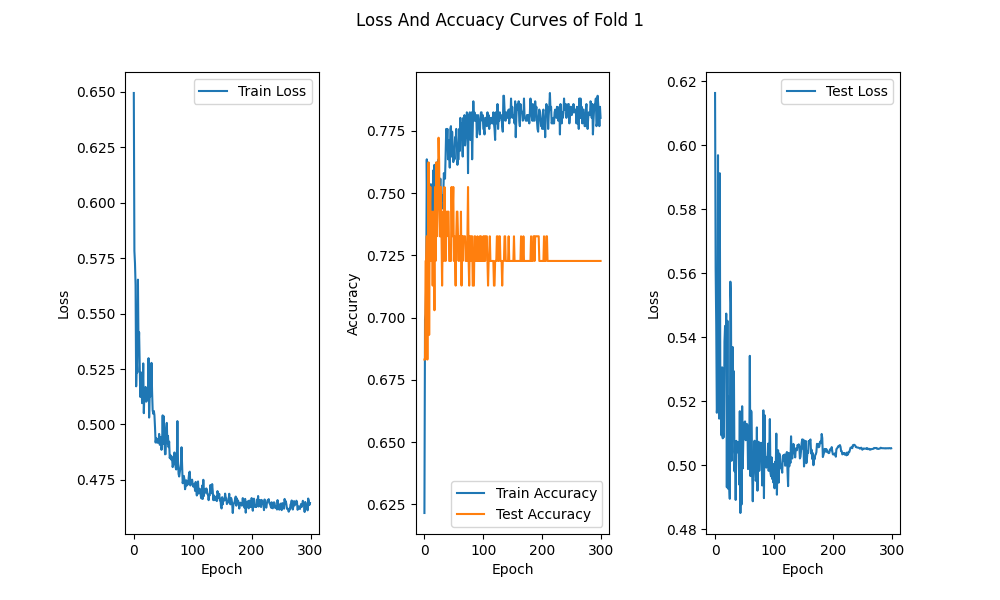 Loss And Accuacy Curves of Fold 1
Train Loss
0.650
0.625
0.600
0.575
0.550
0.525
0.500
0.475
Loss
0 100 200 300
Epoch
0.775
0.750
0.725
0.700
0.675
0.650
0.625
Accuracy
Train Accuracy
Test Accuracy
0 100 200 300
Epoch
Test Loss
0.62
0.60
0.58
0.56
0.54
0.52
0.50
0.48
Loss
0 100 200 300
Epoch